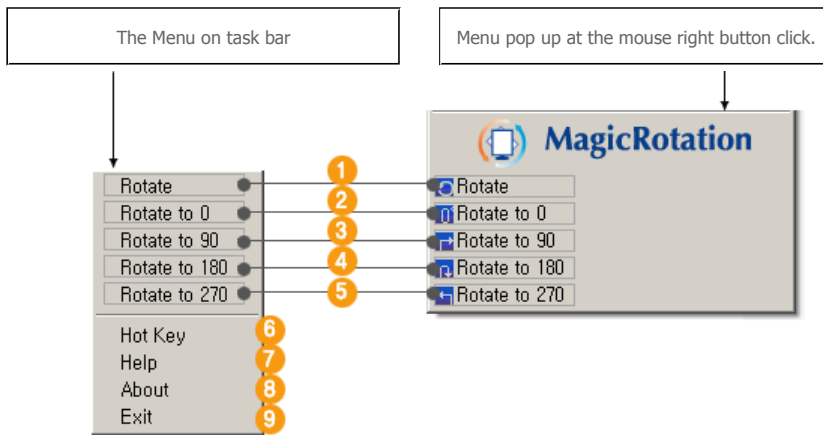 The Menu on task bar
Menu pop up at the mouse right button click.
MagicRotation
Rotate
1
Rotate
Rotate to 0
2
Rotate to 0
Rotate to 90
3
Rotate to 90
Rotate to 180
4
Rotate to 180
Rotate to 270
5
Rotate to 270
Hot Key
6
Help
7
About
8
Exit
9